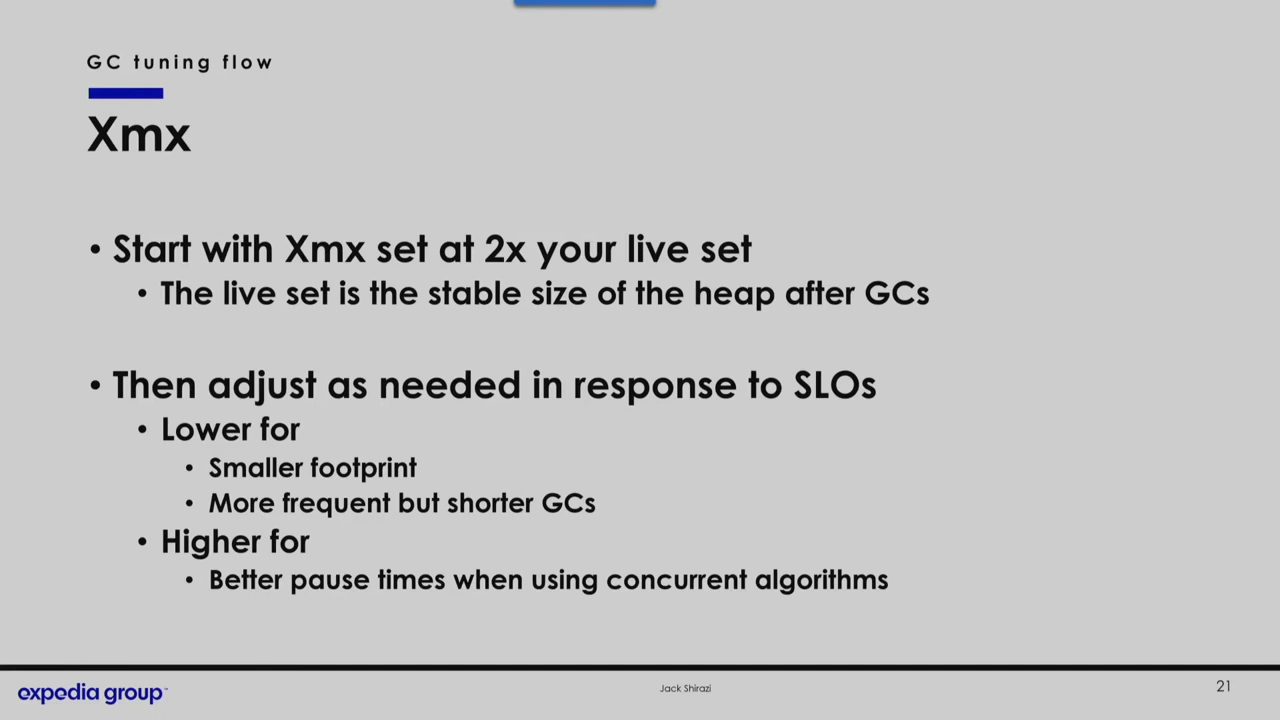 GC tuning flow
Xmx
• Start with Xmx set at 2x your live set
• The live set is the stable size of the heap after GCs
• Then adjust as needed in response to SLOs
• Lower for
• Smaller footprint
• More frequent but shorter GCs
• Higher for
• Better pause times when using concurrent algorithms
expedia group™
Jack Shirazi
21